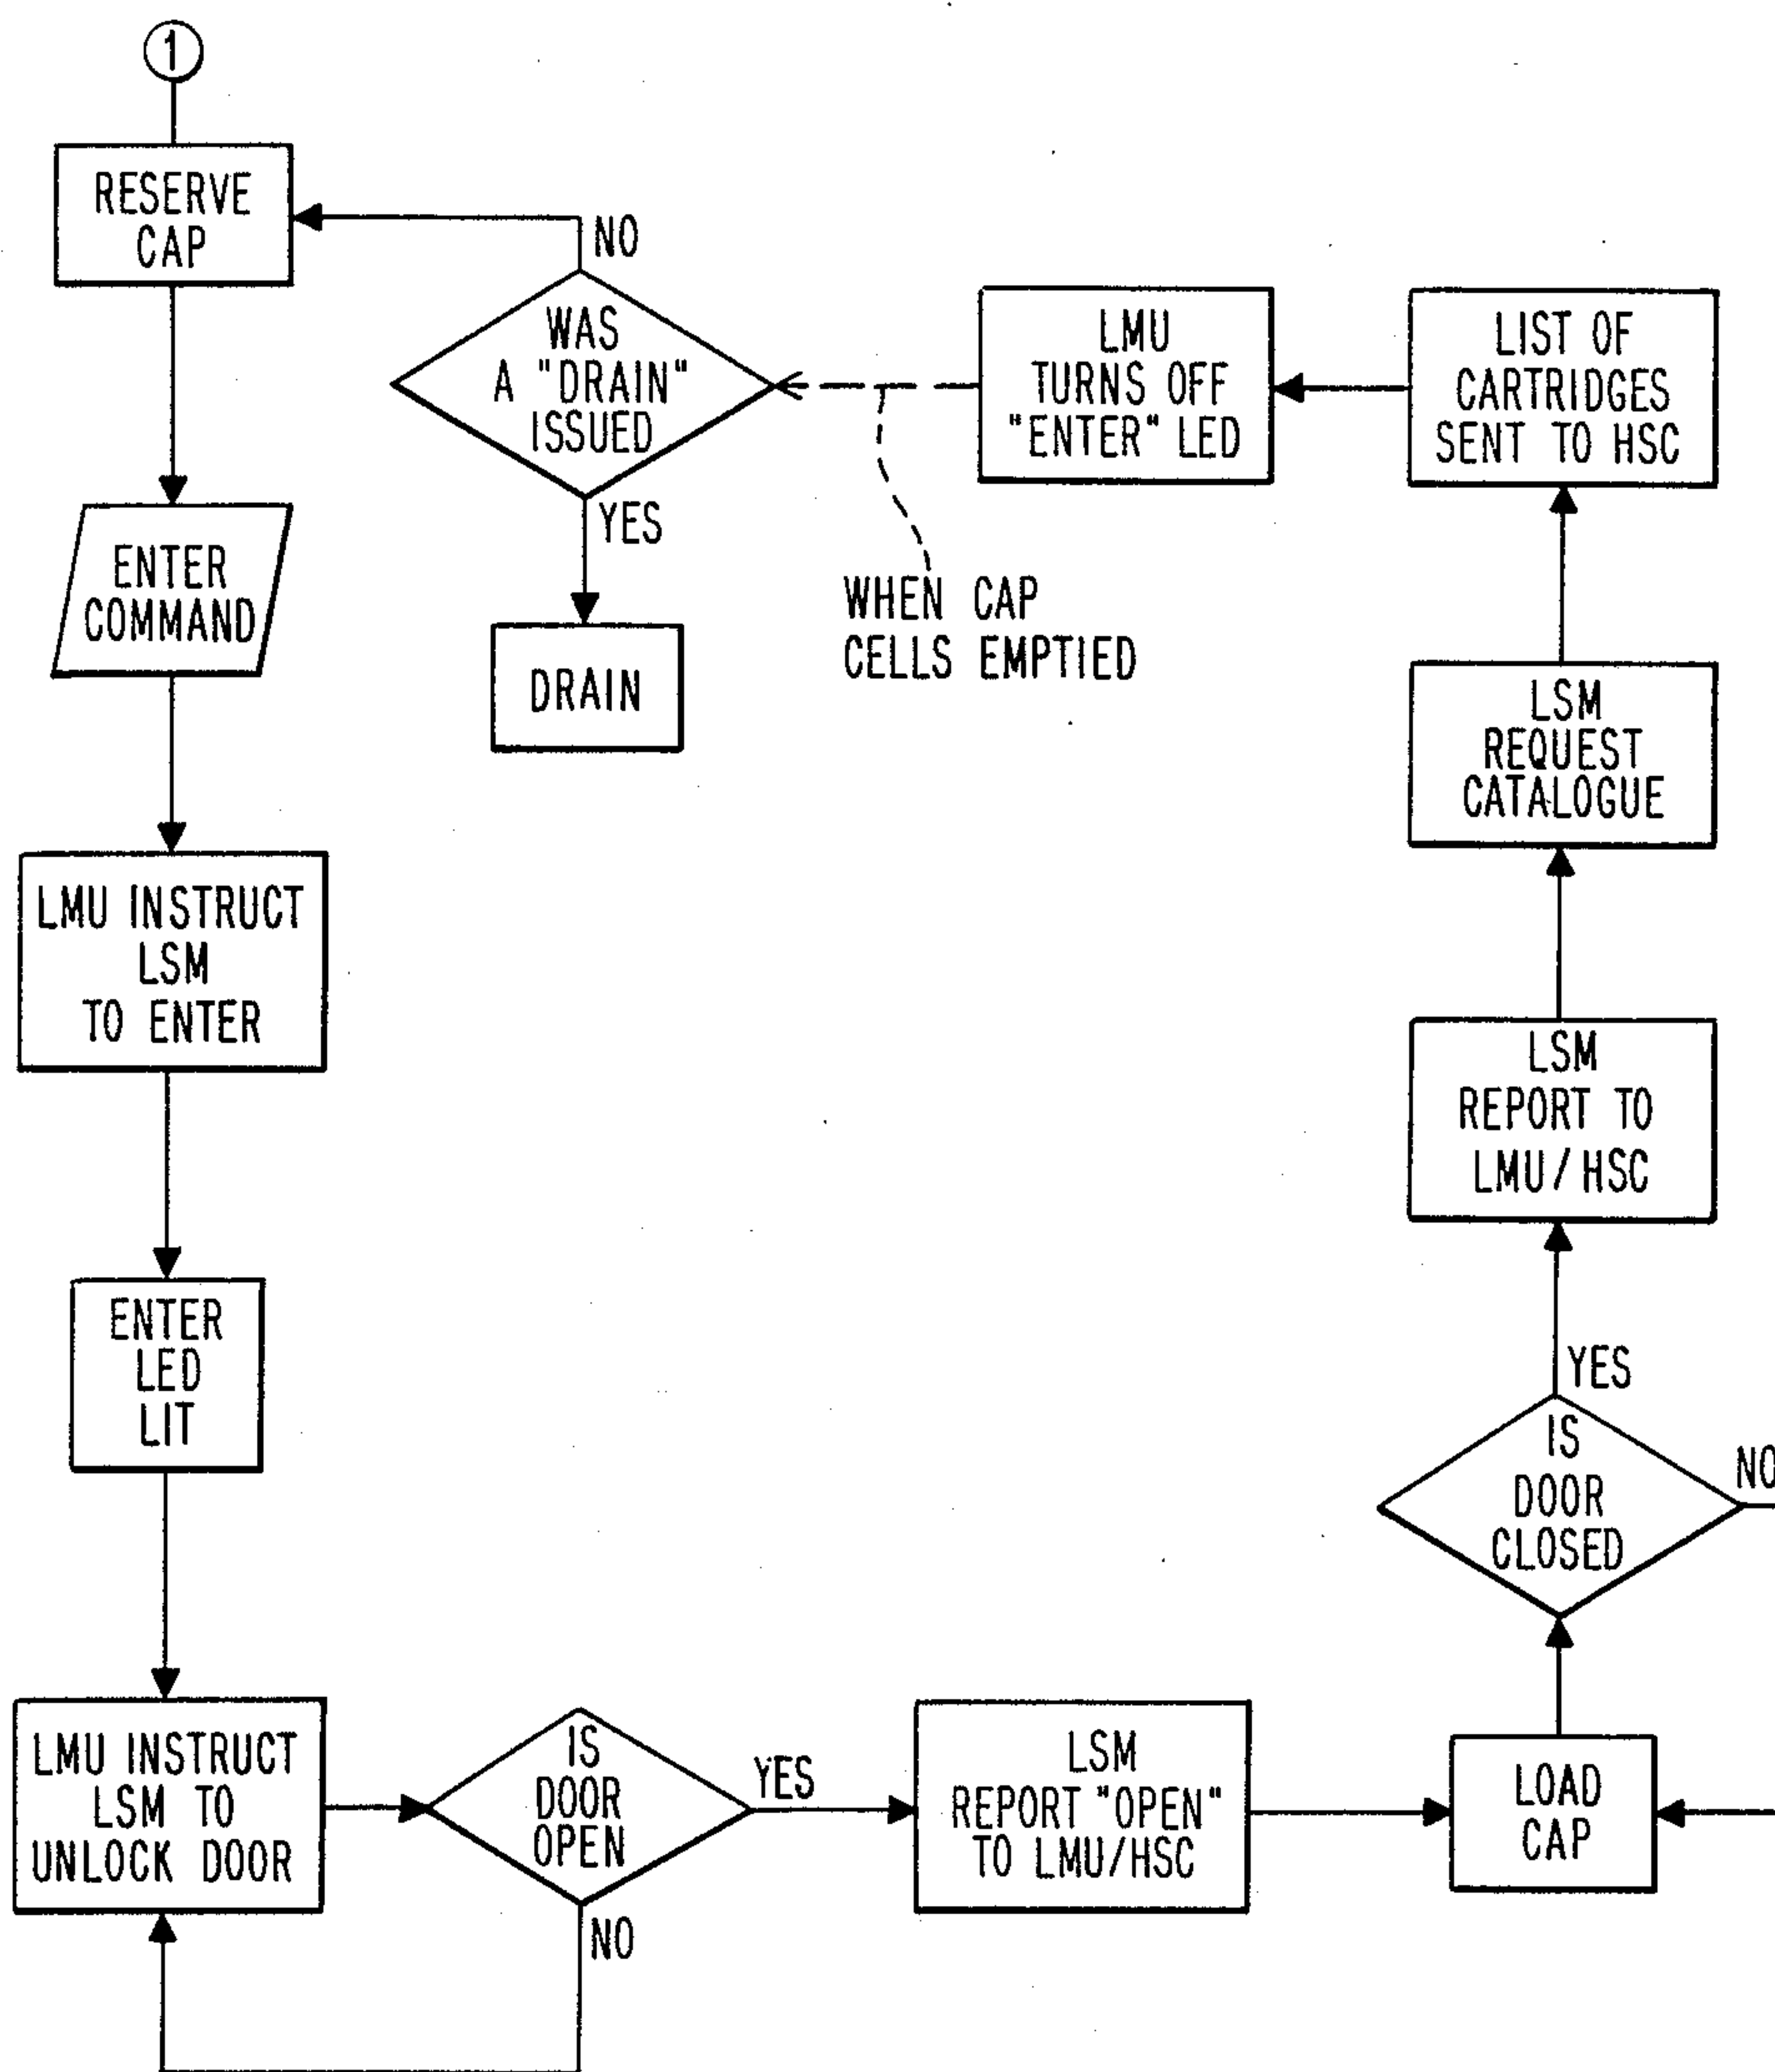 1
RESERVE
CAP
ENTER
COMMAND
LMU INSTRUCT
LSM
TO ENTER
ENTER
LED
LIT
LMU INSTRUCT
LSM TO
UNLOCK DOOR
IS
DOOR
OPEN
NO
YES
LSM
REPORT "OPEN"
TO LMU/HSC
LOAD
CAP
IS
DOOR
CLOSED
NO
YES
LSM
REPORT TO
LMU/HSC
LSM
REQUEST
CATALOGUE
LIST OF
CARTRIDGES
SENT TO HSC
LMU
TURNS OFF
"ENTER" LED
WHEN CAP
CELLS EMPTIED
WAS
A "DRAIN"
ISSUED
NO
YES
DRAIN